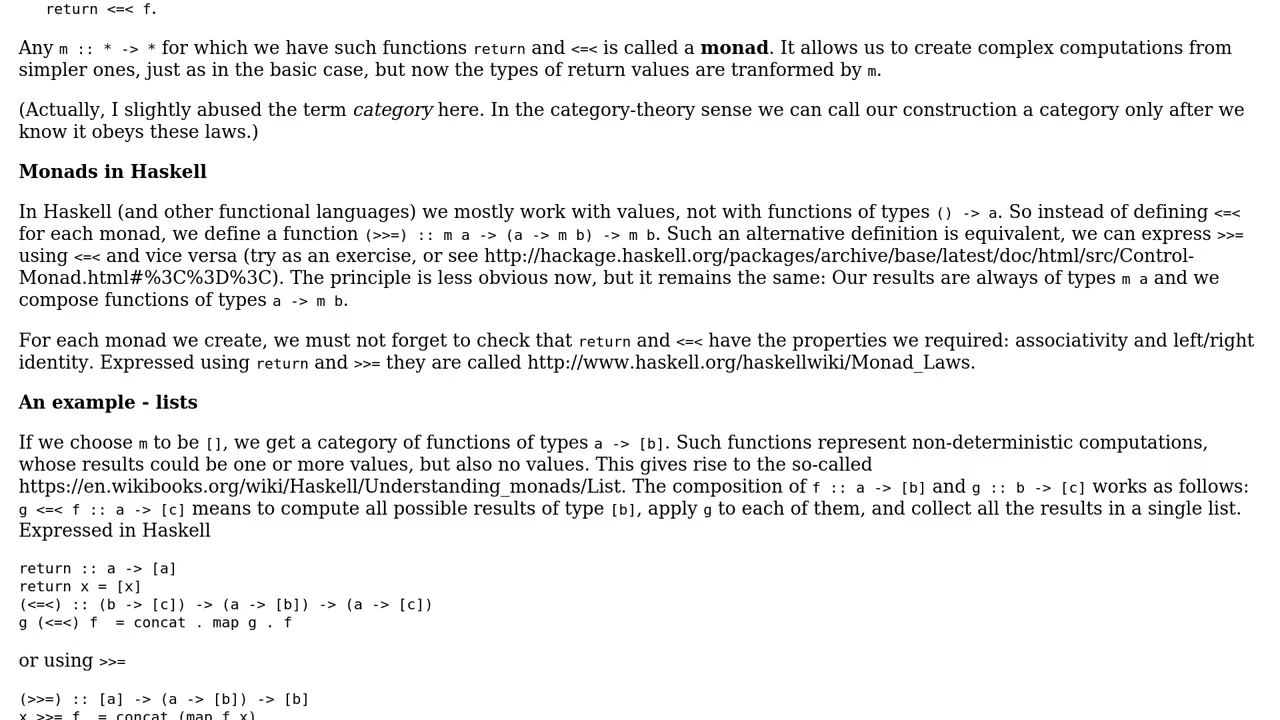 return <=< f.
Any m :: * -> * for which we have such functions return and <=< is called a monad. It allows us to create complex computations from
simpler ones, just as in the basic case, but now the types of return values are tranformed by m.
(Actually, I slightly abused the term category here. In the category-theory sense we can call our construction a category only after we
know it obeys these laws.)
Monads in Haskell
In Haskell (and other functional languages) we mostly work with values, not with functions of types () -> a. So instead of defining <=<
for each monad, we define a function (>>=) :: m a -> (a -> m b) -> m b. Such an alternative definition is equivalent, we can express >>=
using <=< and vice versa (try as an exercise, or see http://hackage.haskell.org/packages/archive/base/latest/doc/html/src/Control-
Monad.html#%3C%3D%3C). The principle is less obvious now, but it remains the same: Our results are always of types m a and we
compose functions of types a -> m b.
For each monad we create, we must not forget to check that return and <=< have the properties we required: associativity and left/right
identity. Expressed using return and >>= they are called http://www.haskell.org/haskellwiki/Monad_Laws.
An example - lists
If we choose m to be [], we get a category of functions of types a -> [b]. Such functions represent non-deterministic computations,
whose results could be one or more values, but also no values. This gives rise to the so-called
https://en.wikibooks.org/wiki/Haskell/Understanding_monads/List. The composition of f :: a -> [b] and g :: b -> [c] works as follows:
g <=< f :: a -> [c] means to compute all possible results of type [b], apply g to each of them, and collect all the results in a single list.
Expressed in Haskell
return :: a -> [a]
return x = [x]
(<=<) :: (b -> [c]) -> (a -> [b]) -> (a -> [c])
g (<=<) f  = concat . map g . f
or using >>=
(>>=) :: [a] -> (a -> [b]) -> [b]
x >>= f  = concat (map f x)